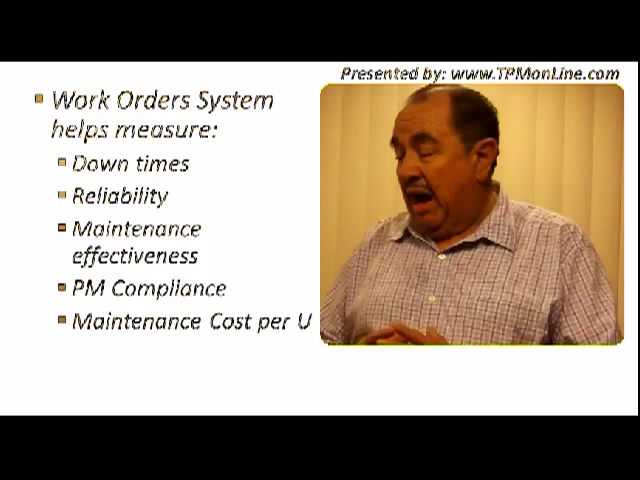 Presented by: www.TPMonLine.com
Work Orders System
helps measure:
Down times
Reliability
Maintenance
effectiveness
PM Compliance
Maintenance Cost per U